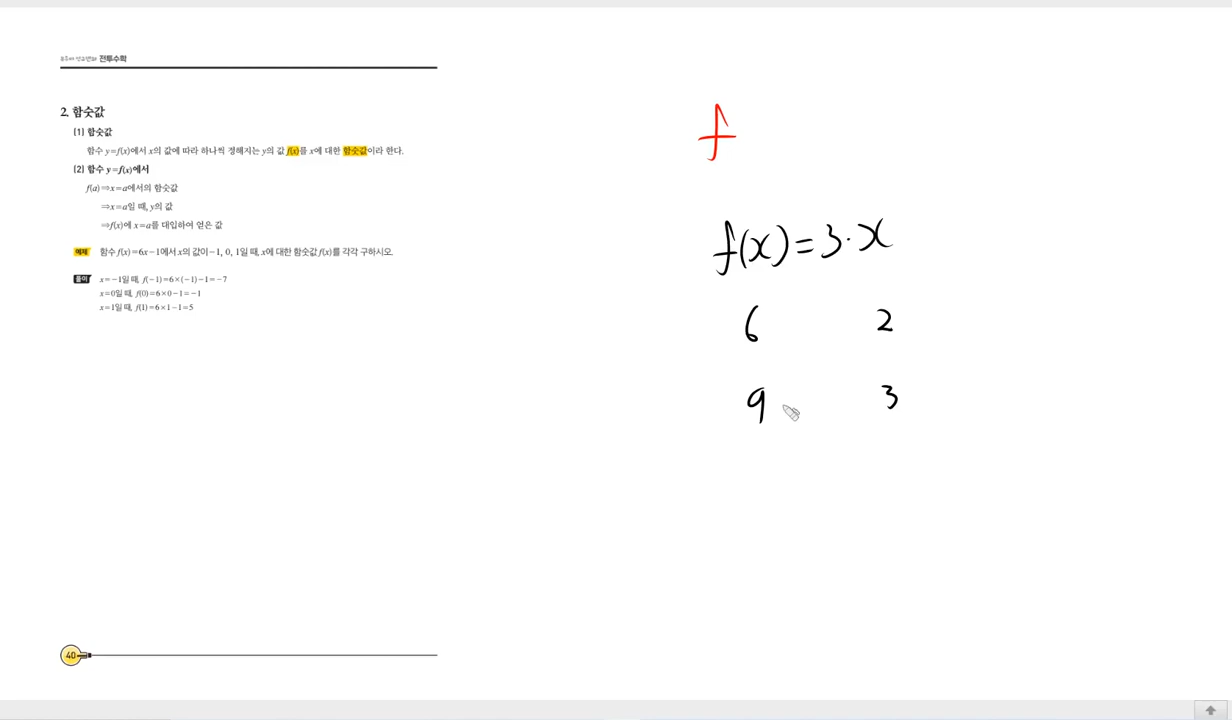 전투수학
2. 함숫값
(1) 함숫값
함수 y=f(x)에서 x의 값에 따라 하나씩 정해지는 y의 값 f(x)를 x에 대한 함숫값이라 한다.
(2) 함수 y=f(x)에서
f(a)⇒x=a에서의 함숫값
⇒x=a일 때, y의 값
⇒f(x)에 x=a를 대입하여 얻은 값
예제 함수 f(x)=6x-1에서 x의 값이 -1, 0, 1일 때, x에 대한 함숫값 f(x)를 각각 구하시오.
풀이 x=-1일 때, f(-1)=6×(-1)-1=-7
x=0일 때, f(0)=6×0-1=-1
x=1일 때, f(1)=6×1-1=5
40
f
f(x)=3·x
6 2
9 3